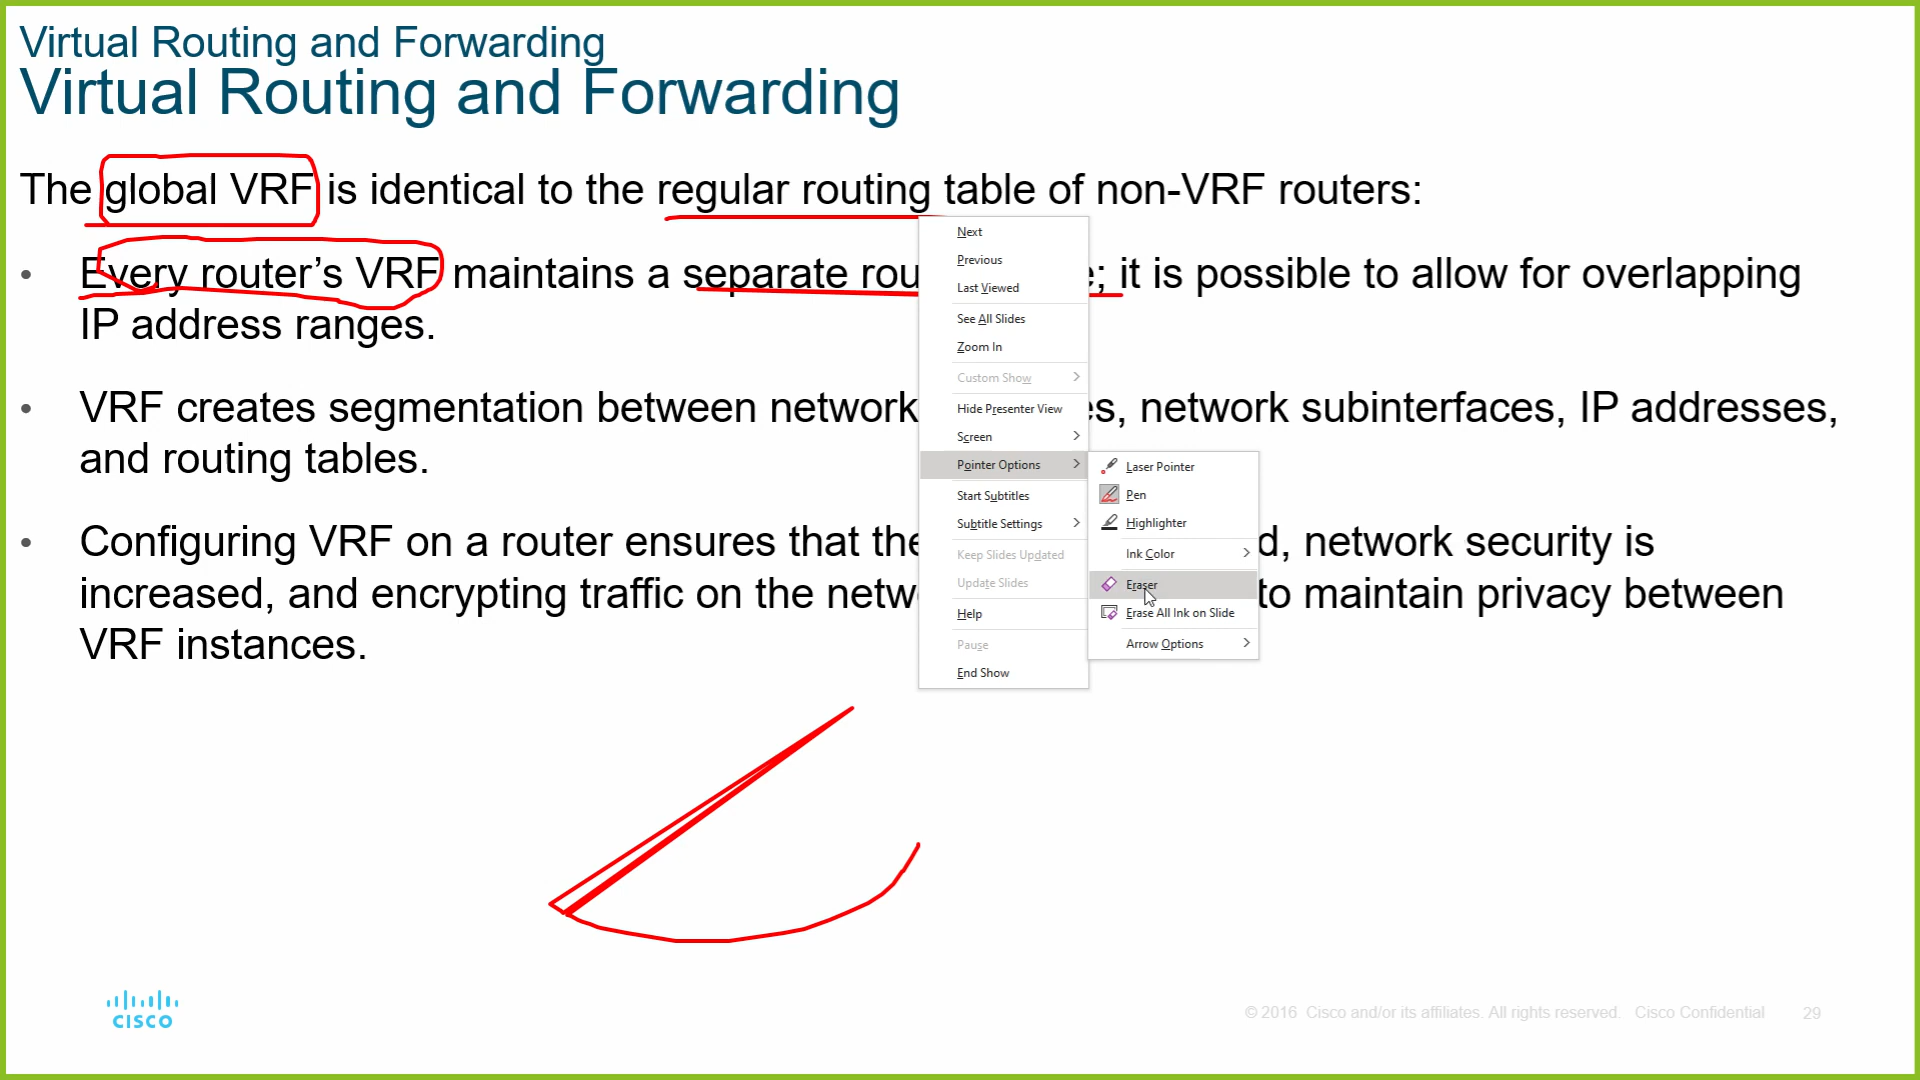 Virtual Routing and Forwarding
Virtual Routing and Forwarding
The global VRF is identical to the regular routing table of non-VRF routers:
• Every router’s VRF maintains a separate rou e; it is possible to allow for overlapping
IP address ranges.
• VRF creates segmentation between network es, network subinterfaces, IP addresses,
and routing tables.
• Configuring VRF on a router ensures that the d, network security is
increased, and encrypting traffic on the netw to maintain privacy between
VRF instances.
Next
Previous
Last Viewed
See All Slides
Zoom In
Custom Show
Hide Presenter View
Screen
Pointer Options
Start Subtitles
Subtitle Settings
Keep Slides Updated
Update Slides
Help
Pause
End Show
Laser Pointer
Pen
Highlighter
Ink Color
Eraser
Erase All Ink on Slide
Arrow Options
CISCO
© 2016 Cisco and/or its affiliates. All rights reserved. Cisco Confidential 29